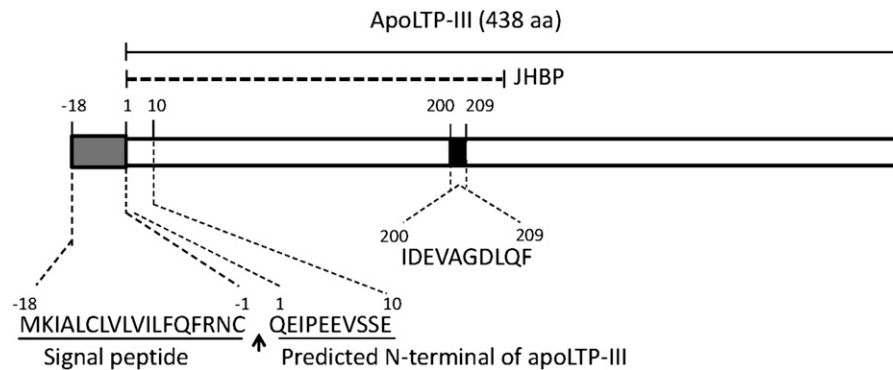 ApoLTP-III (438 aa)
JHBP
-18 1 10 200 209
200 209
IDEVAGDLQF
-18 -1 1 10
MKIALCLVLVILFQFRNC QEIPEEVSSE
Signal peptide Predicted N-terminal of apoLTP-III